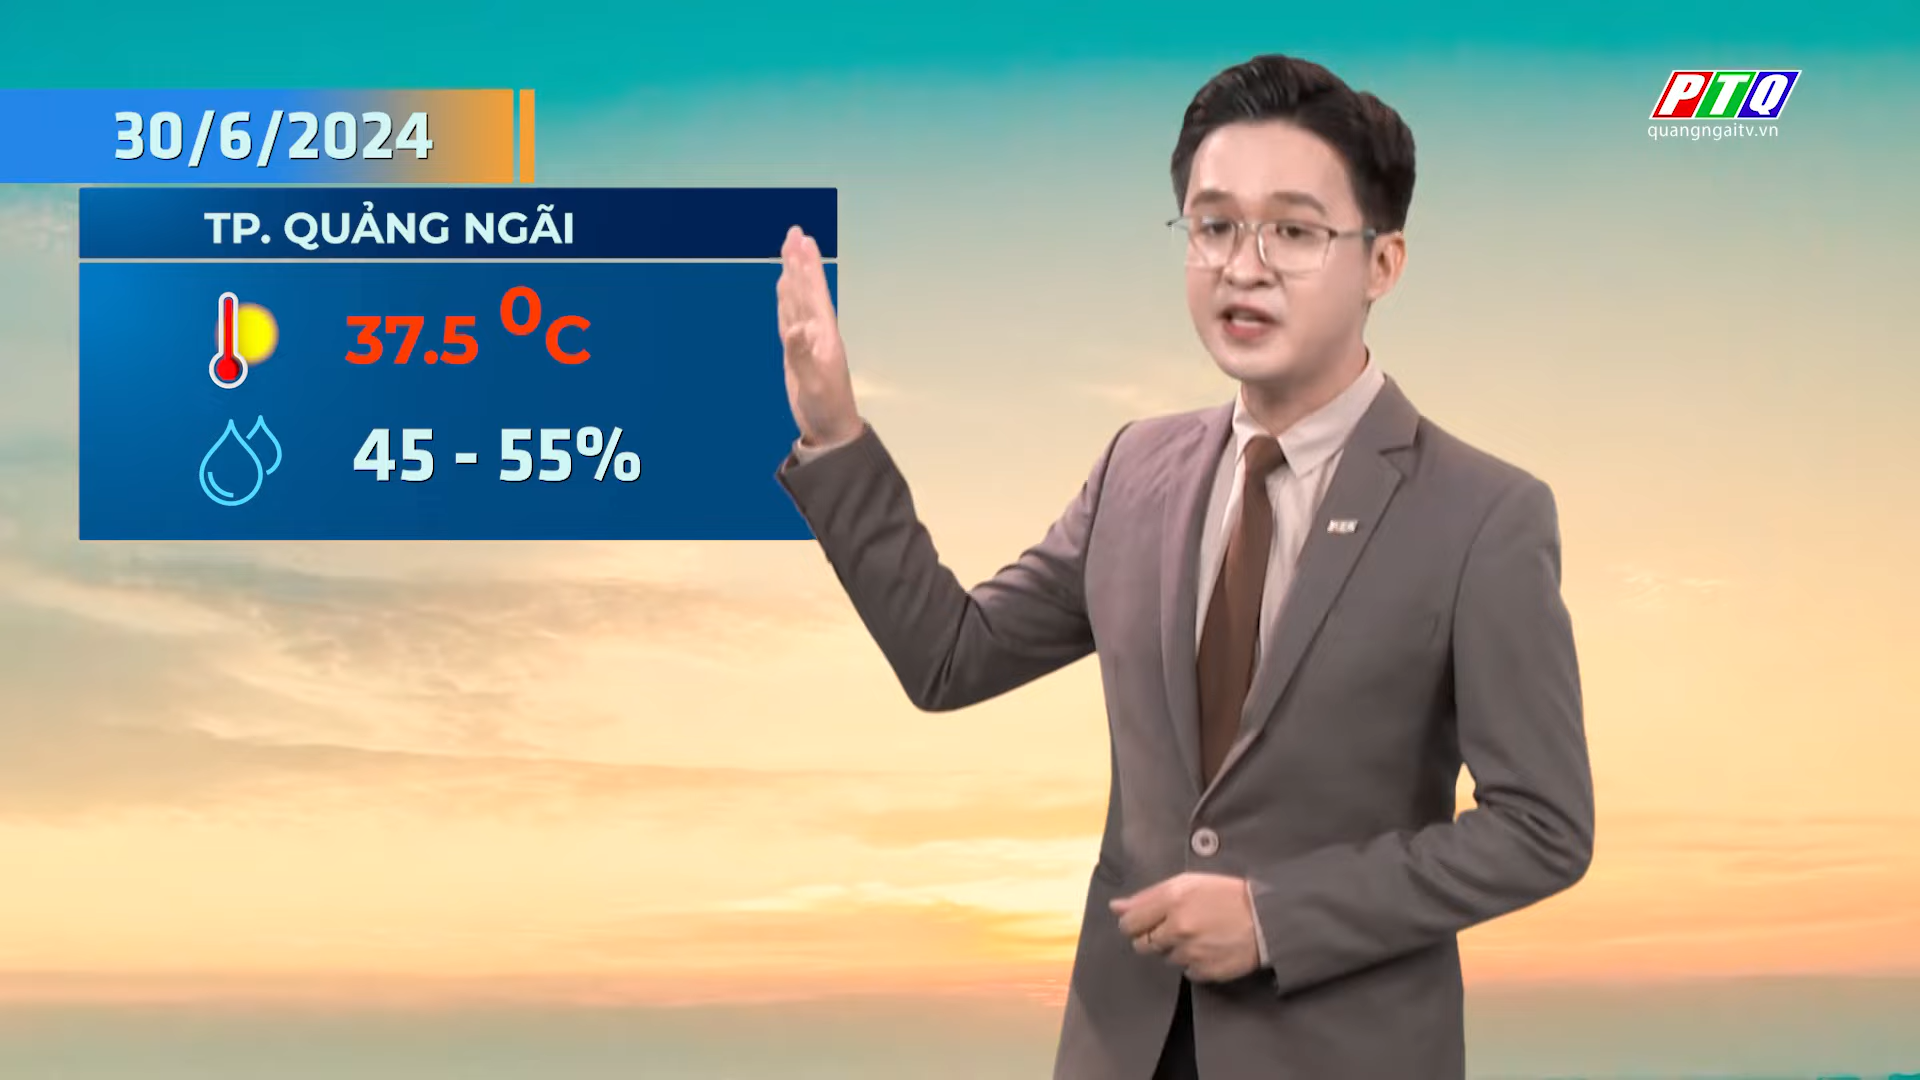 30/6/2024
TP. QUẢNG NGÃI
37.5 ⁰C
45 - 55%
PTQ
quangngaitv.vn